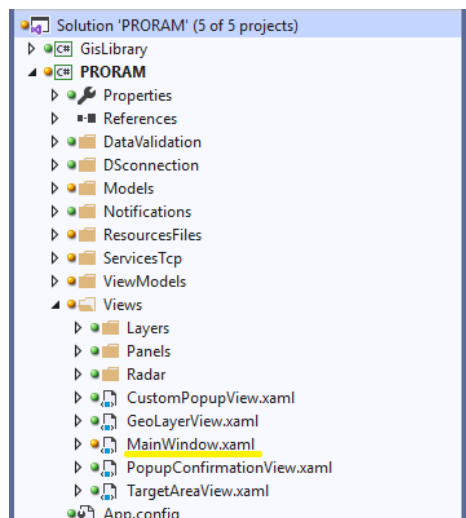 Solution 'PRORAM' (5 of 5 projects)
C# GisLibrary
C# PRORAM
Properties
References
DataValidation
DSconnection
Models
Notifications
ResourcesFiles
ServicesTcp
ViewModels
Views
Layers
Panels
Radar
CustomPopupView.xaml
GeoLayerView.xaml
MainWindow.xaml
PopupConfirmationView.xaml
TargetAreaView.xaml
App.config